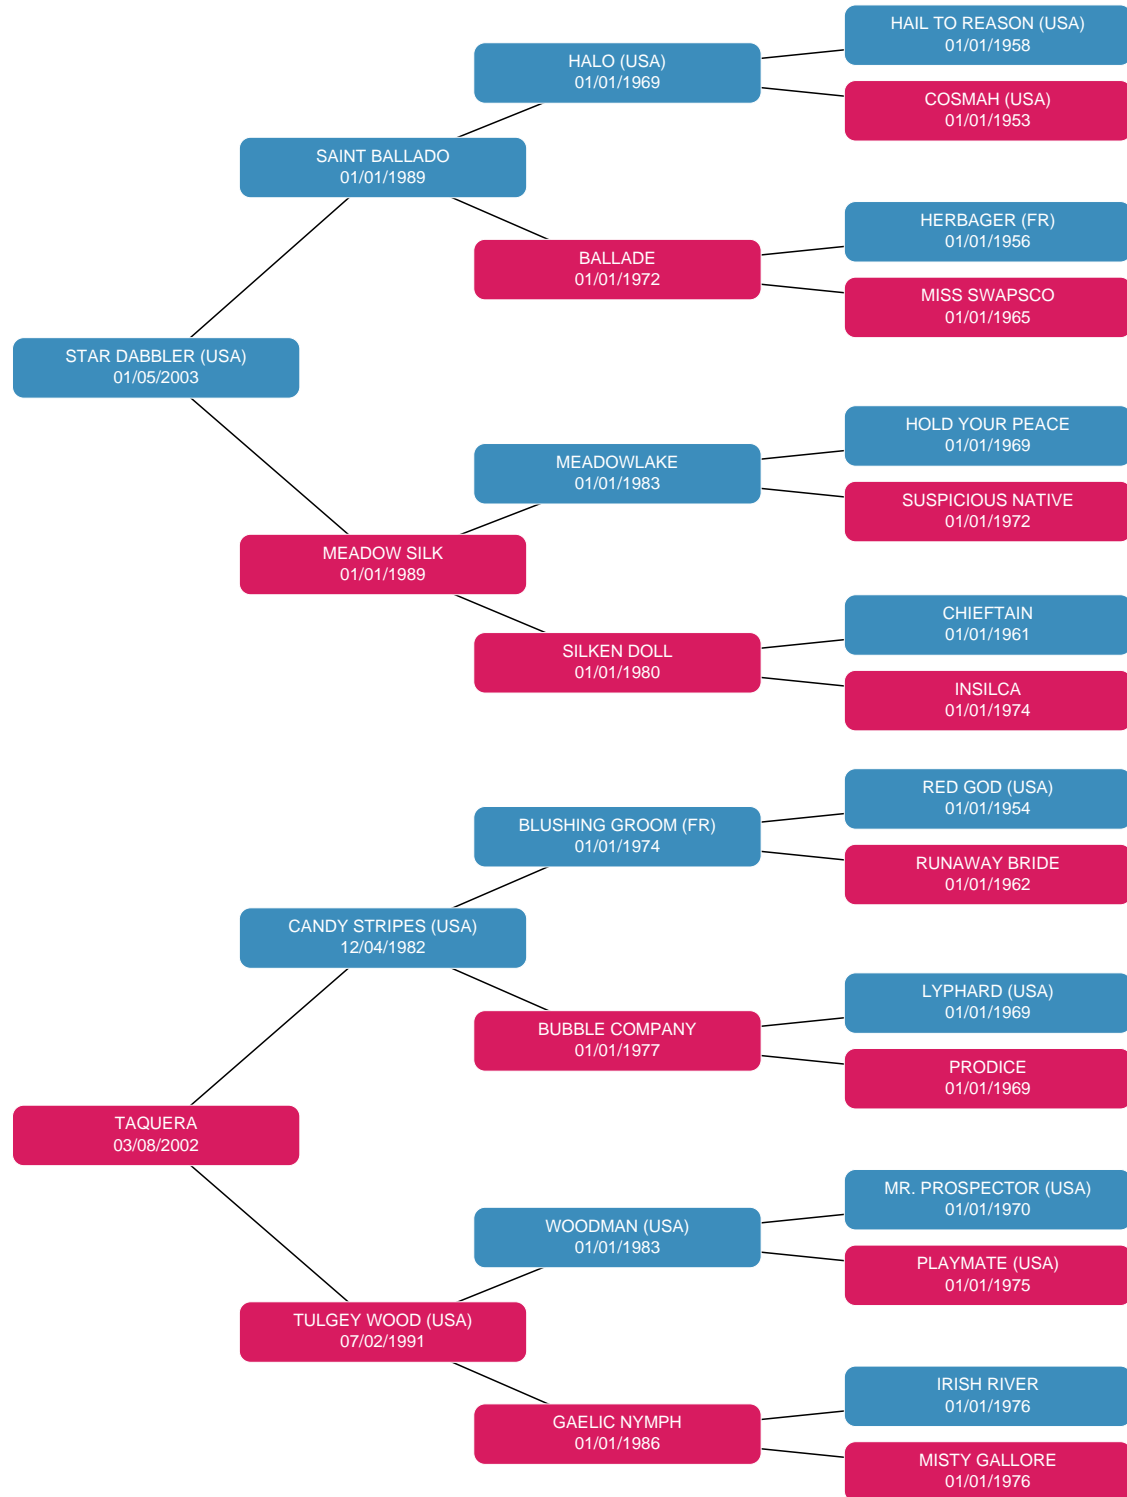 HAIL TO REASON (USA)
01/01/1958
HALO (USA)
01/01/1969
COSMAH (USA)
01/01/1953
SAINT BALLADO
01/01/1989
HERBAGER (FR)
01/01/1956
BALLADE
01/01/1972
MISS SWAPSCO
01/01/1965
STAR DABBLER (USA)
01/05/2003
HOLD YOUR PEACE
01/01/1969
MEADOWLAKE
01/01/1983
SUSPICIOUS NATIVE
01/01/1972
MEADOW SILK
01/01/1989
CHIEFTAIN
01/01/1961
SILKEN DOLL
01/01/1980
INSILCA
01/01/1974
RED GOD (USA)
01/01/1954
BLUSHING GROOM (FR)
01/01/1974
RUNAWAY BRIDE
01/01/1962
CANDY STRIPES (USA)
12/04/1982
LYPHARD (USA)
01/01/1969
BUBBLE COMPANY
01/01/1977
PRODICE
01/01/1969
TAQUERA
03/08/2002
MR. PROSPECTOR (USA)
01/01/1970
WOODMAN (USA)
01/01/1983
PLAYMATE (USA)
01/01/1975
TULGEY WOOD (USA)
07/02/1991
IRISH RIVER
01/01/1976
GAELIC NYMPH
01/01/1986
MISTY GALLORE
01/01/1976